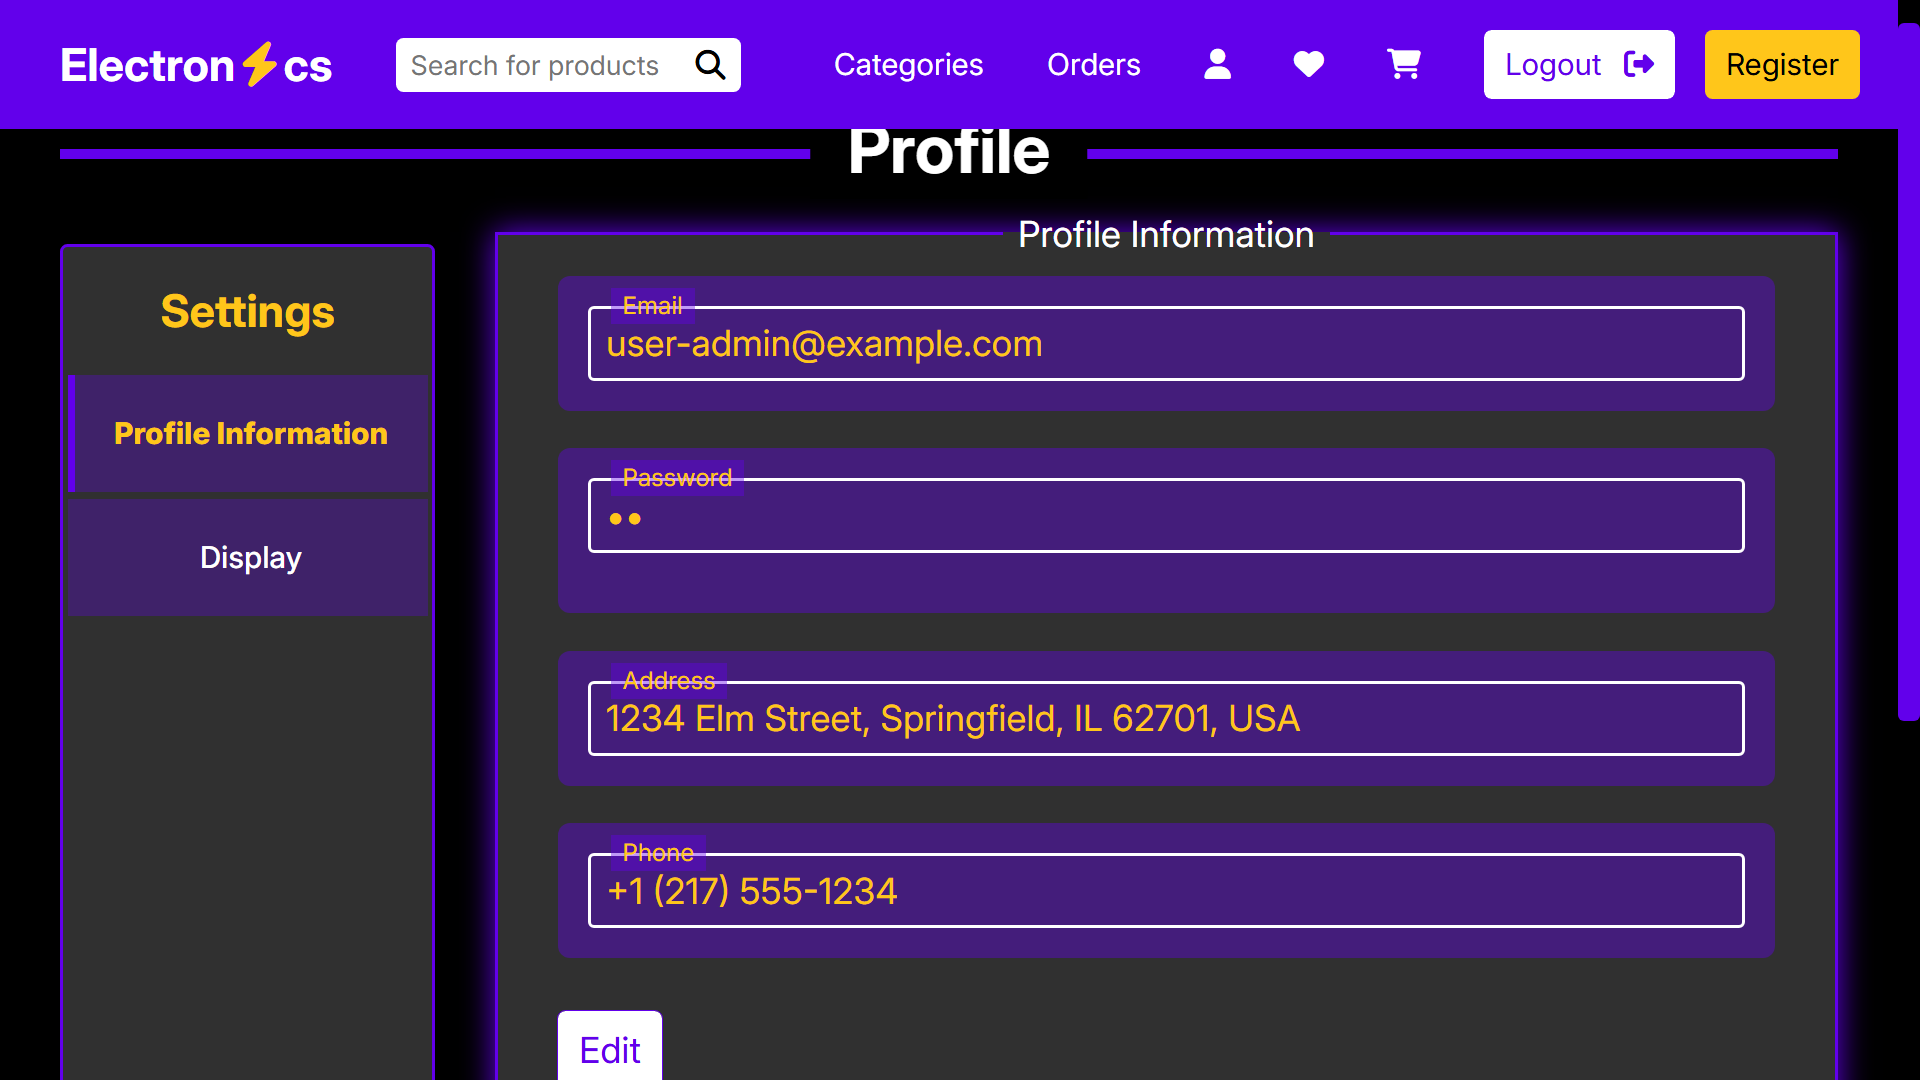 Electron⚡cs
Search for products
Categories
Orders
Logout
Register
Profile
Settings
Profile Information
Display
Profile Information
Email
user-admin@example.com
Password
••
Address
1234 Elm Street, Springfield, IL 62701, USA
Phone
+1 (217) 555-1234
Edit